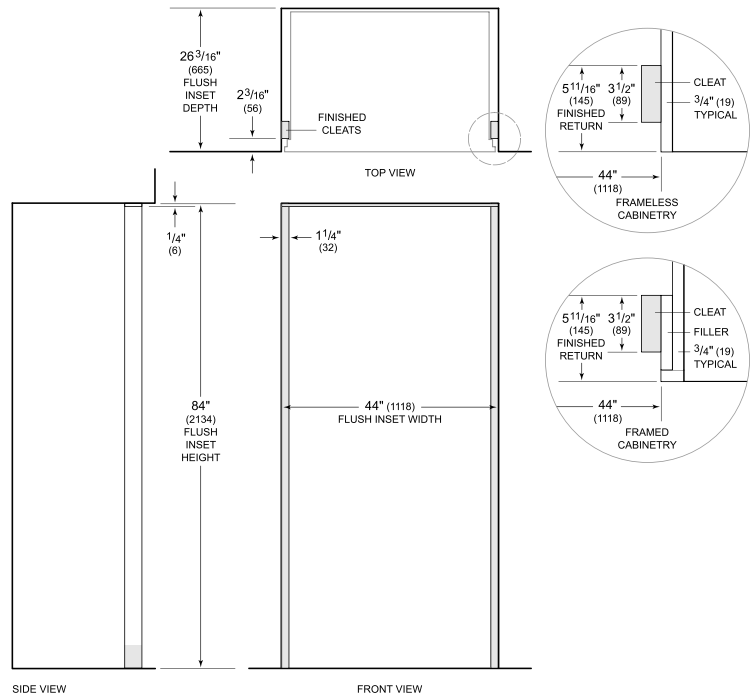 26 3/16"
(665)
FLUSH
INSET
DEPTH
2 3/16"
(56)
FINISHED
CLEATS
TOP VIEW
5 11/16"
(145)
FINISHED
RETURN
3 1/2"
(89)
CLEAT
3/4" (19)
TYPICAL
44"
(1118)
FRAMELESS
CABINETRY
1/4"
(6)
1 1/4"
(32)
84"
(2134)
FLUSH
INSET
HEIGHT
44" (1118)
FLUSH INSET WIDTH
5 11/16"
(145)
FINISHED
RETURN
3 1/2"
(89)
CLEAT
FILLER
3/4" (19)
TYPICAL
44"
(1118)
FRAMED
CABINETRY
SIDE VIEW
FRONT VIEW